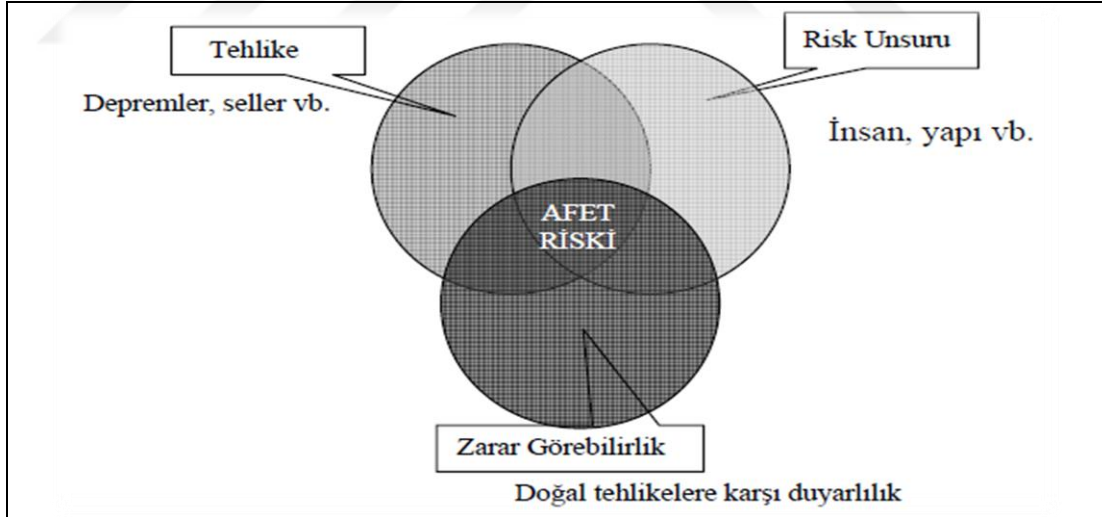 Tehlike
Depremler, seller vb.
Risk Unsuru
İnsan, yapı vb.
AFET
RİSKİ
Zarar Görebilirlik
Doğal tehlikelere karşı duyarlılık